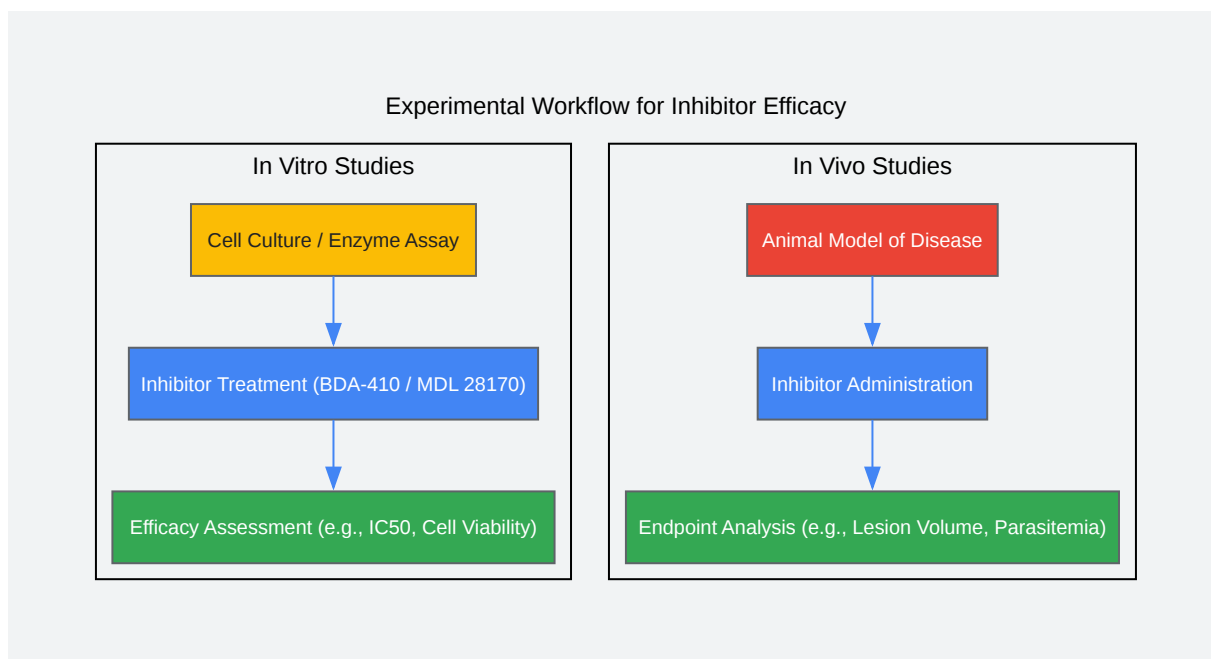 Experimental Workflow for Inhibitor Efficacy
In Vitro Studies
Cell Culture / Enzyme Assay
Inhibitor Treatment (BDA-410 / MDL 28170)
Efficacy Assessment (e.g., IC50, Cell Viability)
In Vivo Studies
Animal Model of Disease
Inhibitor Administration
Endpoint Analysis (e.g., Lesion Volume, Parasitemia)